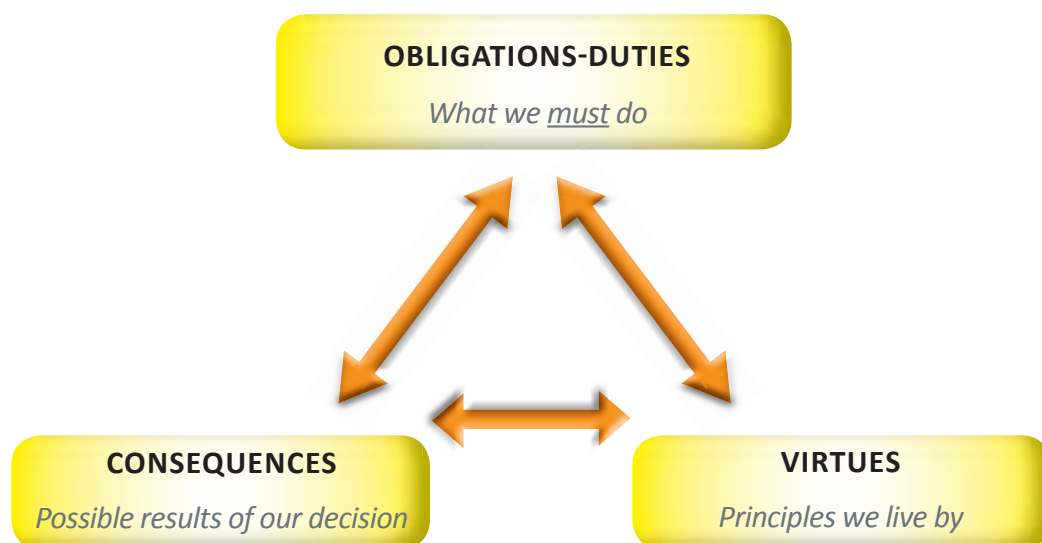 OBLIGATIONS-DUTIES
What we must do
CONSEQUENCES
Possible results of our decision
VIRTUES
Principles we live by